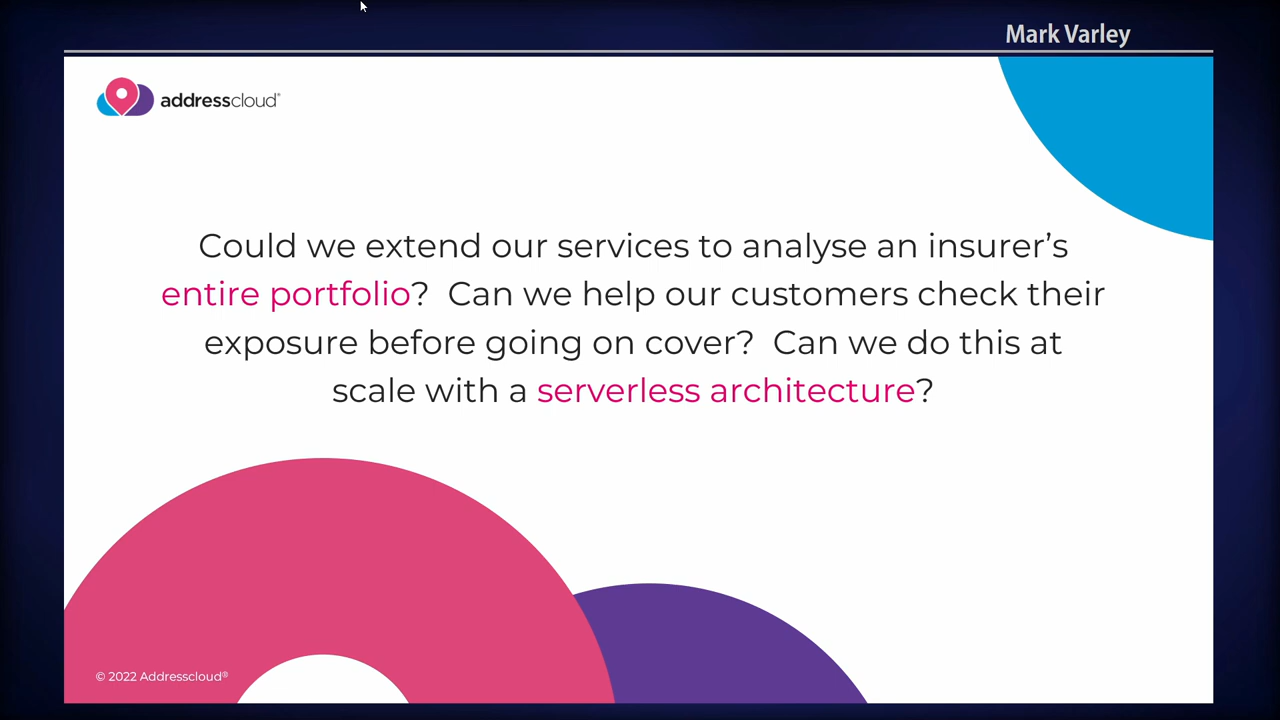 Mark Varley
addresscloud®
Could we extend our services to analyse an insurer’s
entire portfolio?  Can we help our customers check their
exposure before going on cover?  Can we do this at
scale with a serverless architecture?
© 2022 Addresscloud®